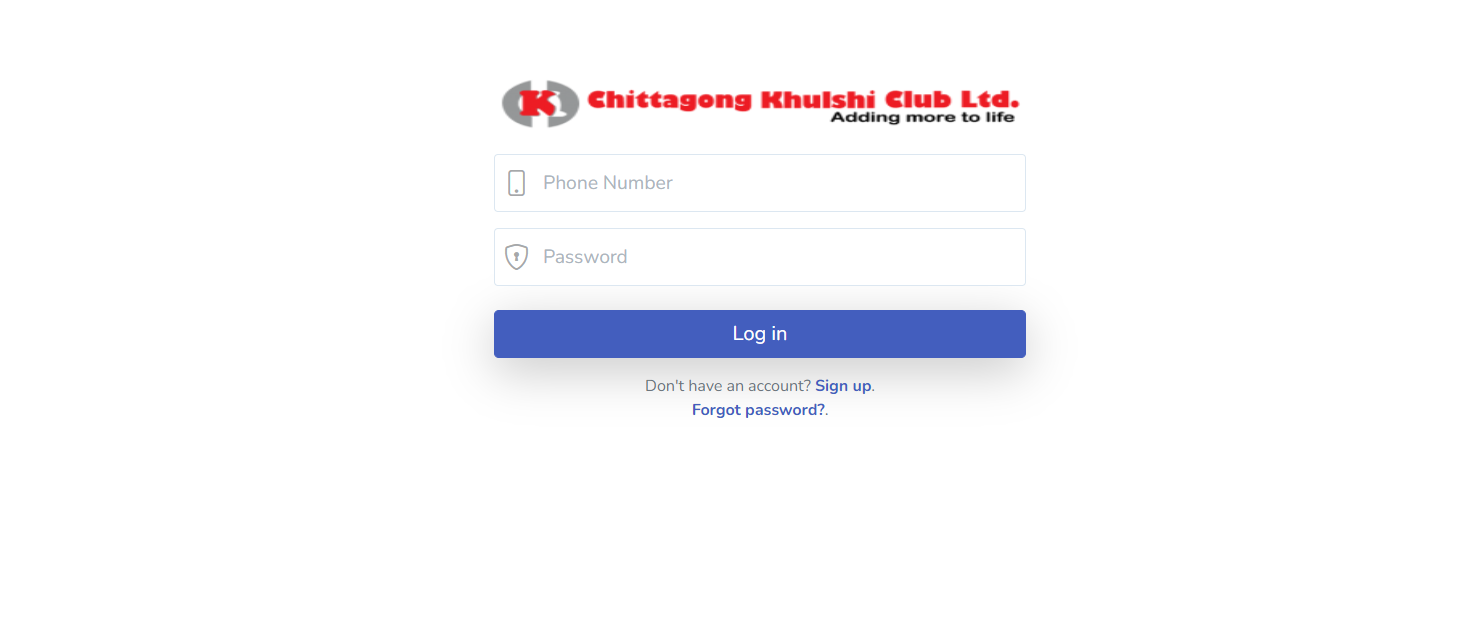 K
Chittagong Khulshi Club Ltd.
Adding more to life
Phone Number
Password
Log in
Don't have an account? Sign up.
Forgot password?.